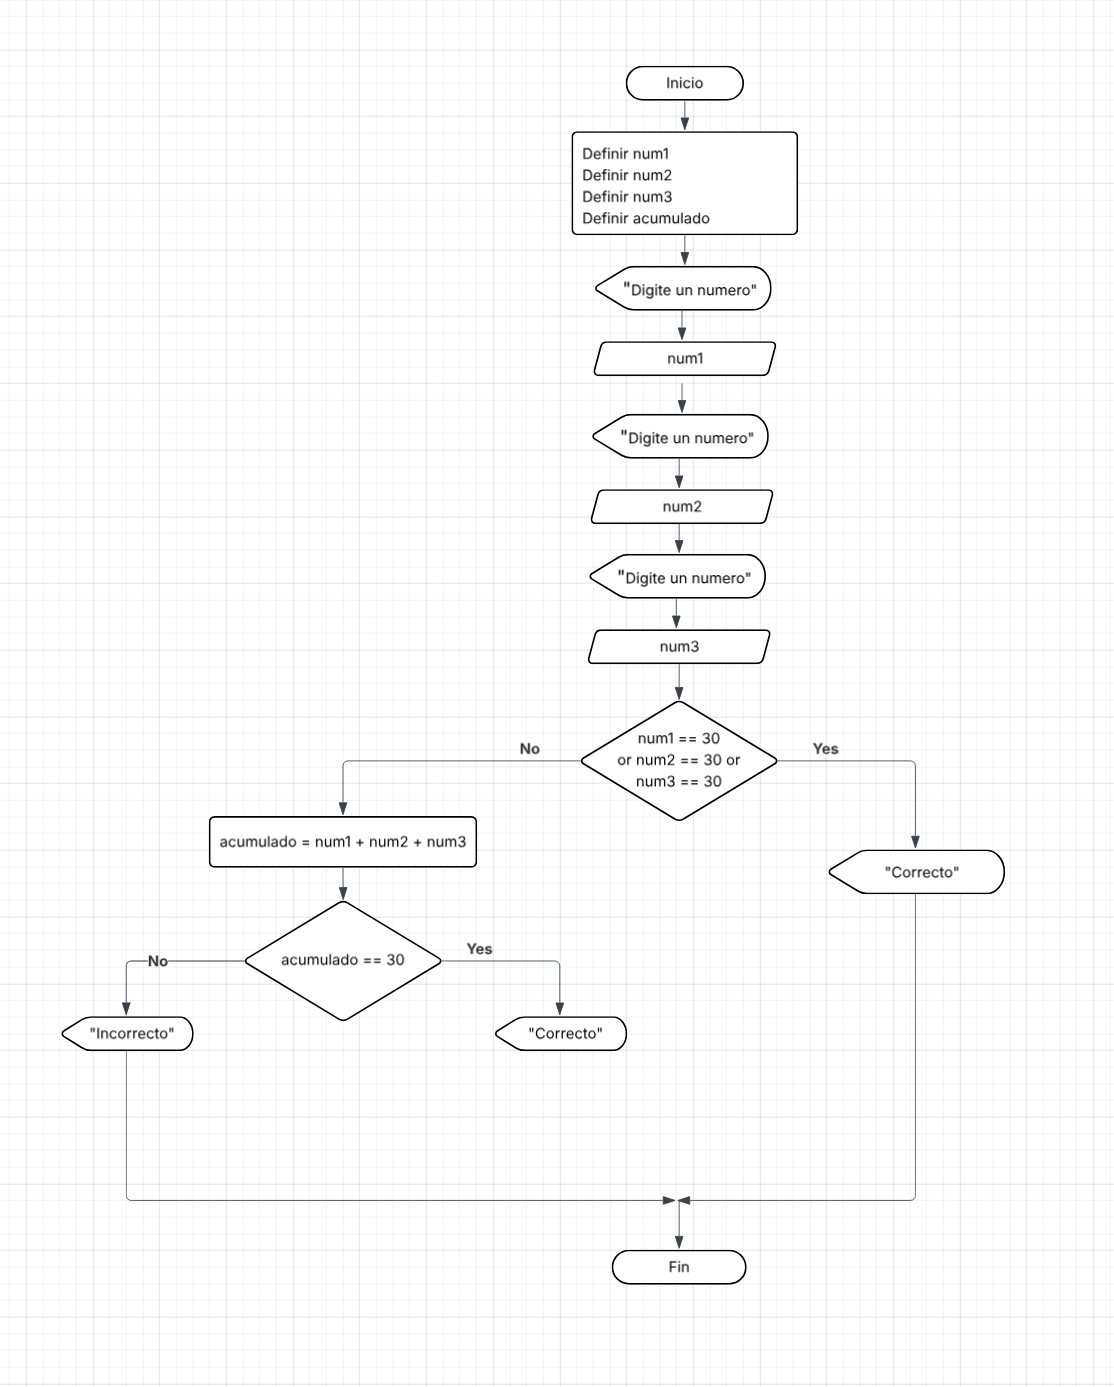 Inicio
Definir num1
Definir num2
Definir num3
Definir acumulado
"Digite un numero"
num1
"Digite un numero"
num2
"Digite un numero"
num3
num1 == 30
or num2 == 30 or
num3 == 30
No
Yes
acumulado = num1 + num2 + num3
"Correcto"
acumulado == 30
No
Yes
"Incorrecto"
"Correcto"
Fin